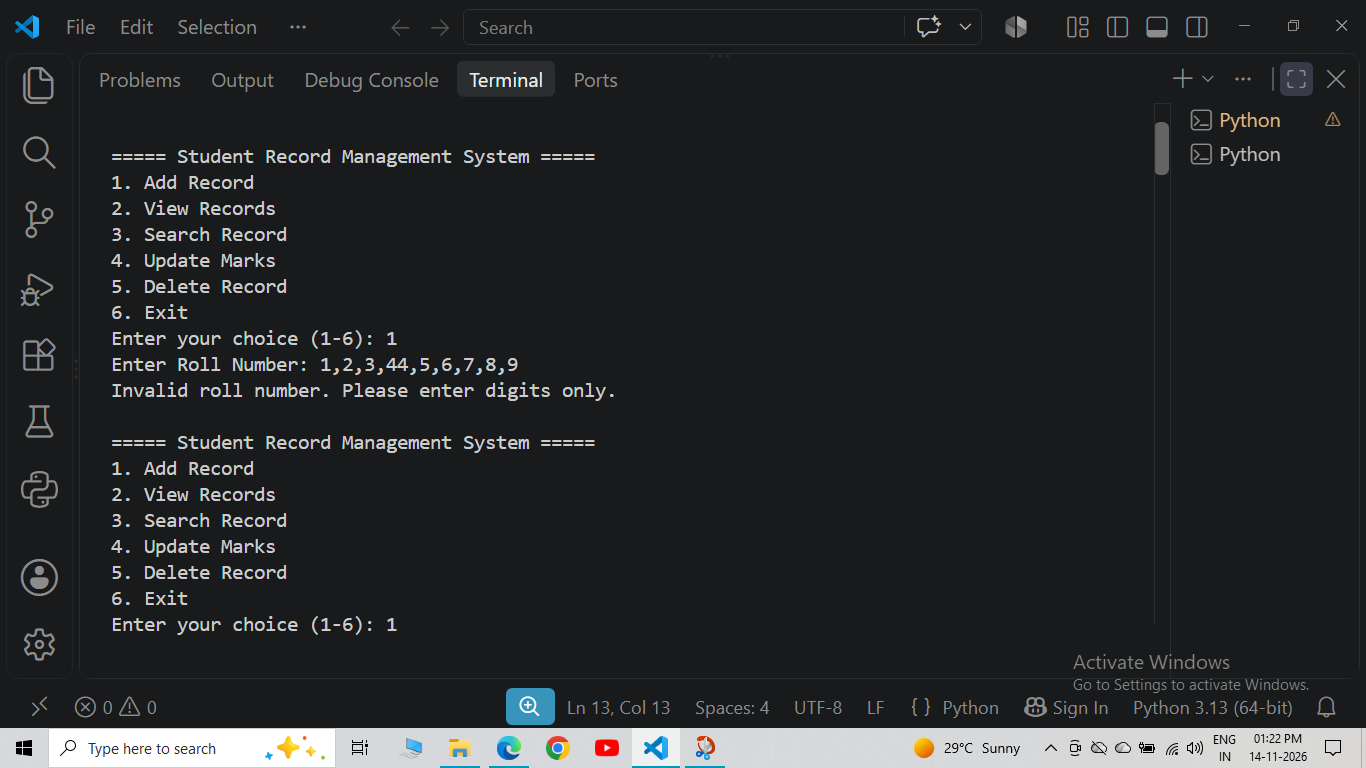 File Edit Selection ··· Search
Problems Output Debug Console Terminal Ports ···
Python
Python
===== Student Record Management System =====
1. Add Record
2. View Records
3. Search Record
4. Update Marks
5. Delete Record
6. Exit
Enter your choice (1-6): 1
Enter Roll Number: 1,2,3,44,5,6,7,8,9
Invalid roll number. Please enter digits only.
===== Student Record Management System =====
1. Add Record
2. View Records
3. Search Record
4. Update Marks
5. Delete Record
6. Exit
Enter your choice (1-6): 1
Activate Windows
Go to Settings to activate Windows.
0 0 Ln 13, Col 13 Spaces: 4 UTF-8 LF { } Python Sign In Python 3.13 (64-bit)
Type here to search 29°C Sunny ENG 01:22 PM
IN 14-11-2026